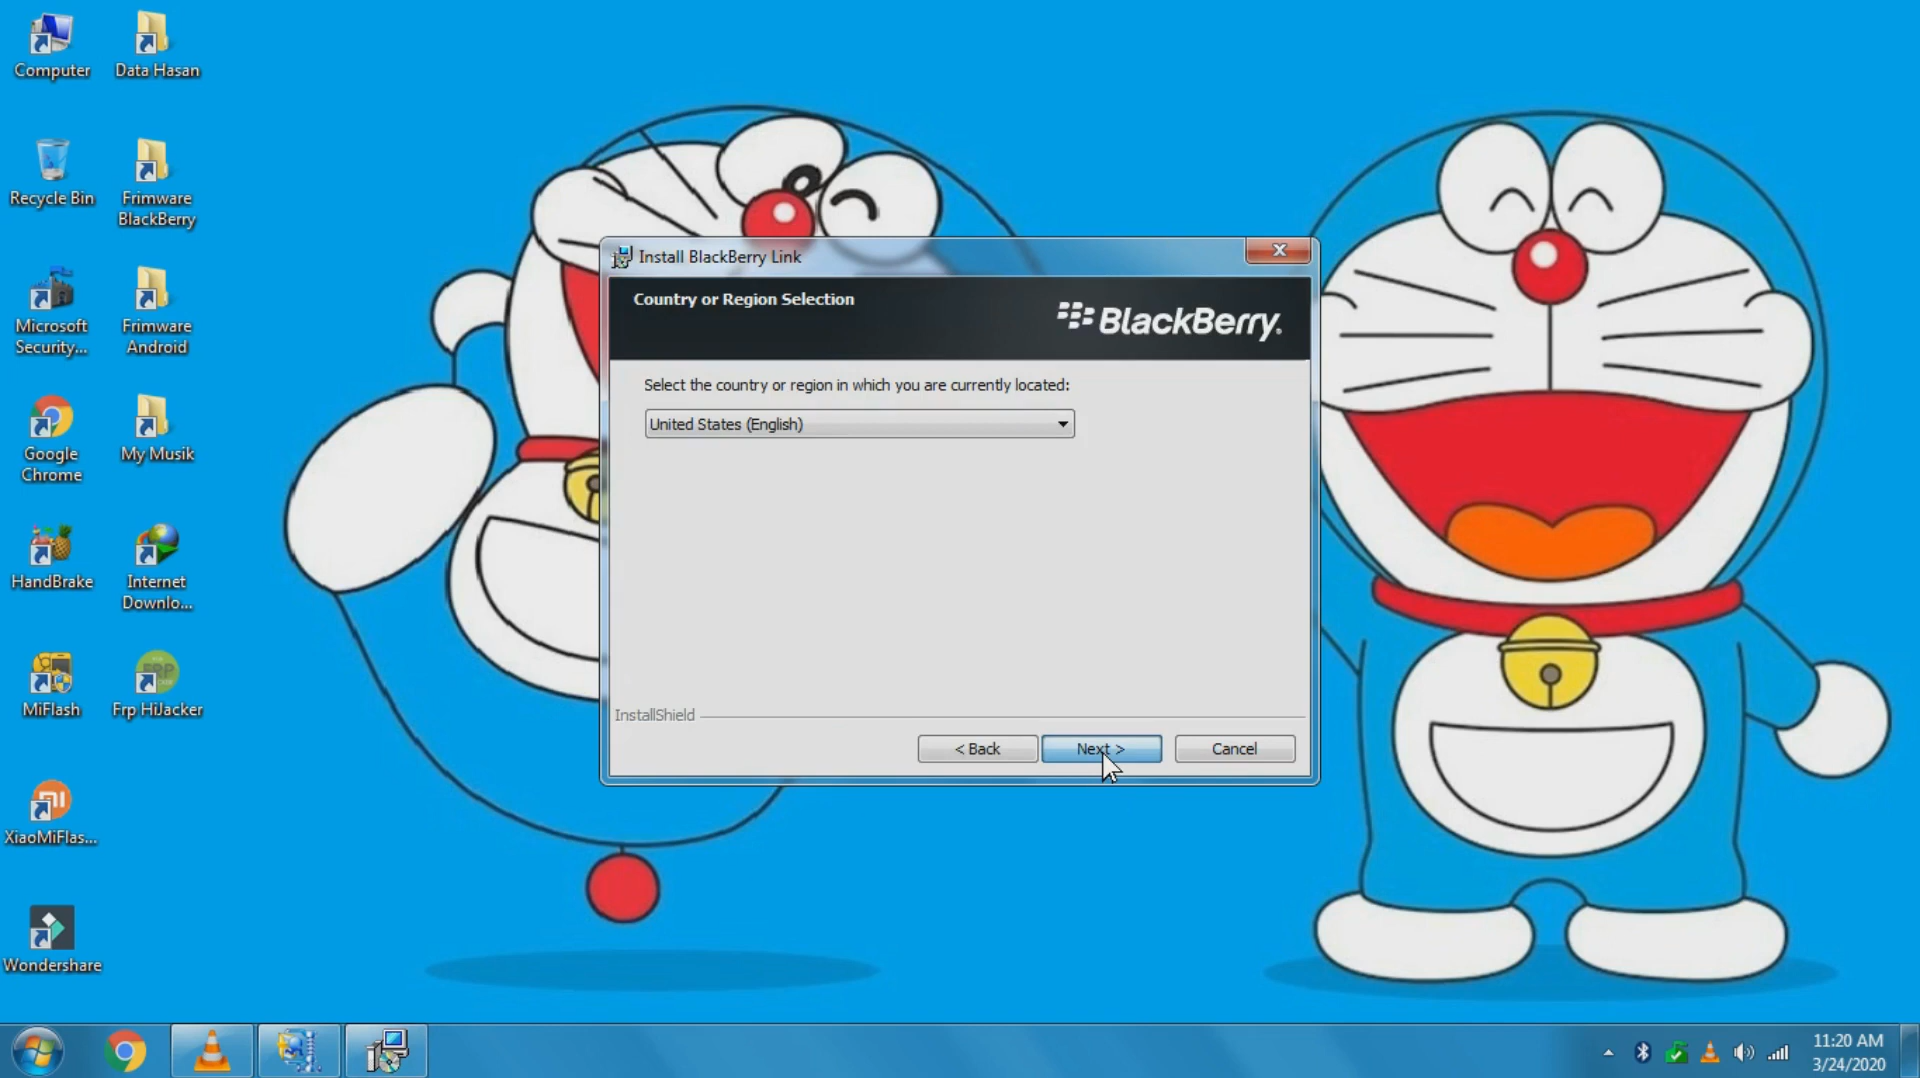 Computer
Data Hasan
Recycle Bin
Frimware
BlackBerry
Microsoft
Security...
Frimware
Android
Google
Chrome
My Musik
HandBrake
Internet
Downlo...
MiFlash
FRP
Frp HiJacker
XiaoMiFlas...
Wondershare
Install BlackBerry Link
Country or Region Selection
BlackBerry.
Select the country or region in which you are currently located:
United States (English)
InstallShield
< Back
Next >
Cancel
11:20 AM
3/24/2020